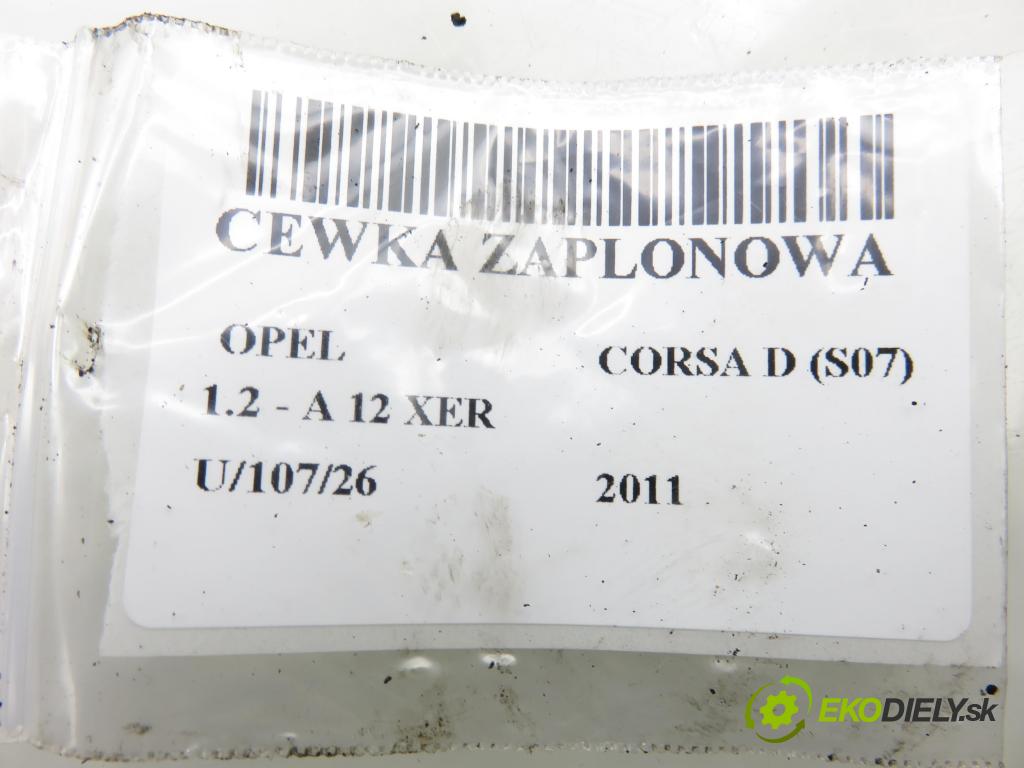 CEWKA ZAPLONOWA
OPEL CORSA D (S07)
1.2 - A 12 XER
U/107/26 2011
EKODIELY.sk